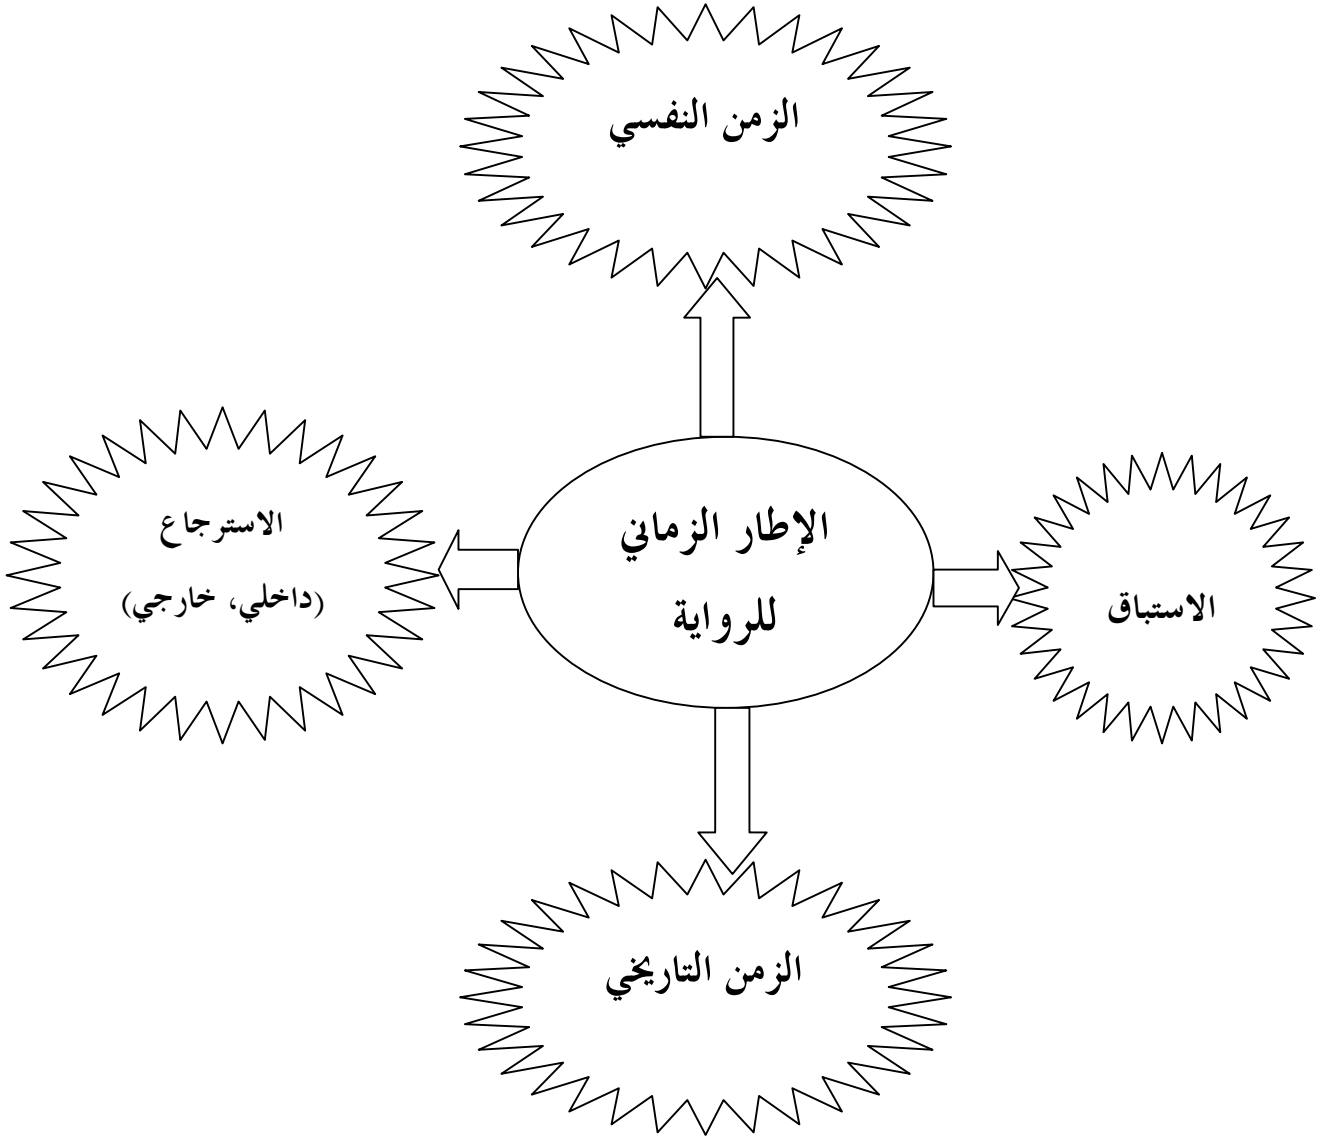 الزمن النفسي
الاسترجاع
(داخلي، خارجي)
الإطار الزماني
للرواية
الاستباق
الزمن التاريخي